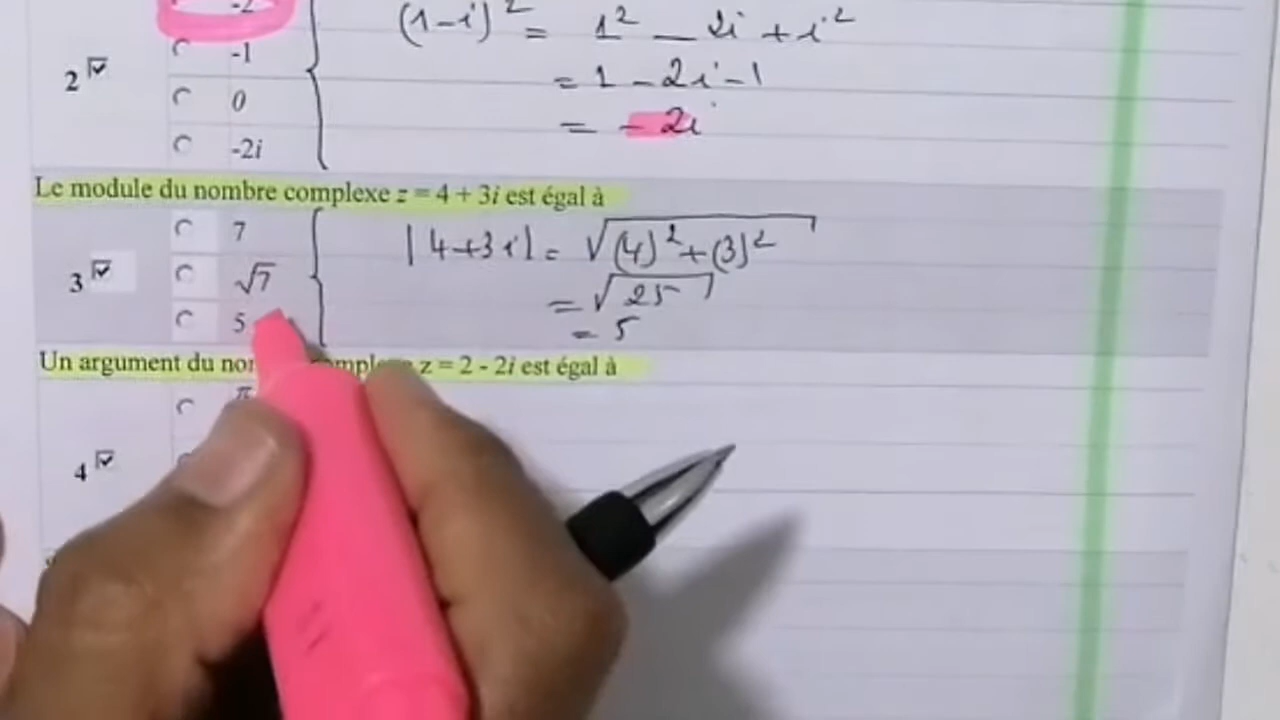 -2
(1-i)² = 1² - 2i + i²
-1
= 1 - 2i - 1
2
0
= - 2i
-2i
Le module du nombre complexe z = 4 + 3i est égal à
7
|4+3i| = √(4)²+(3)²
3
√7
= √25
5
= 5
Un argument du z = 2 - 2i est égal à
π
4